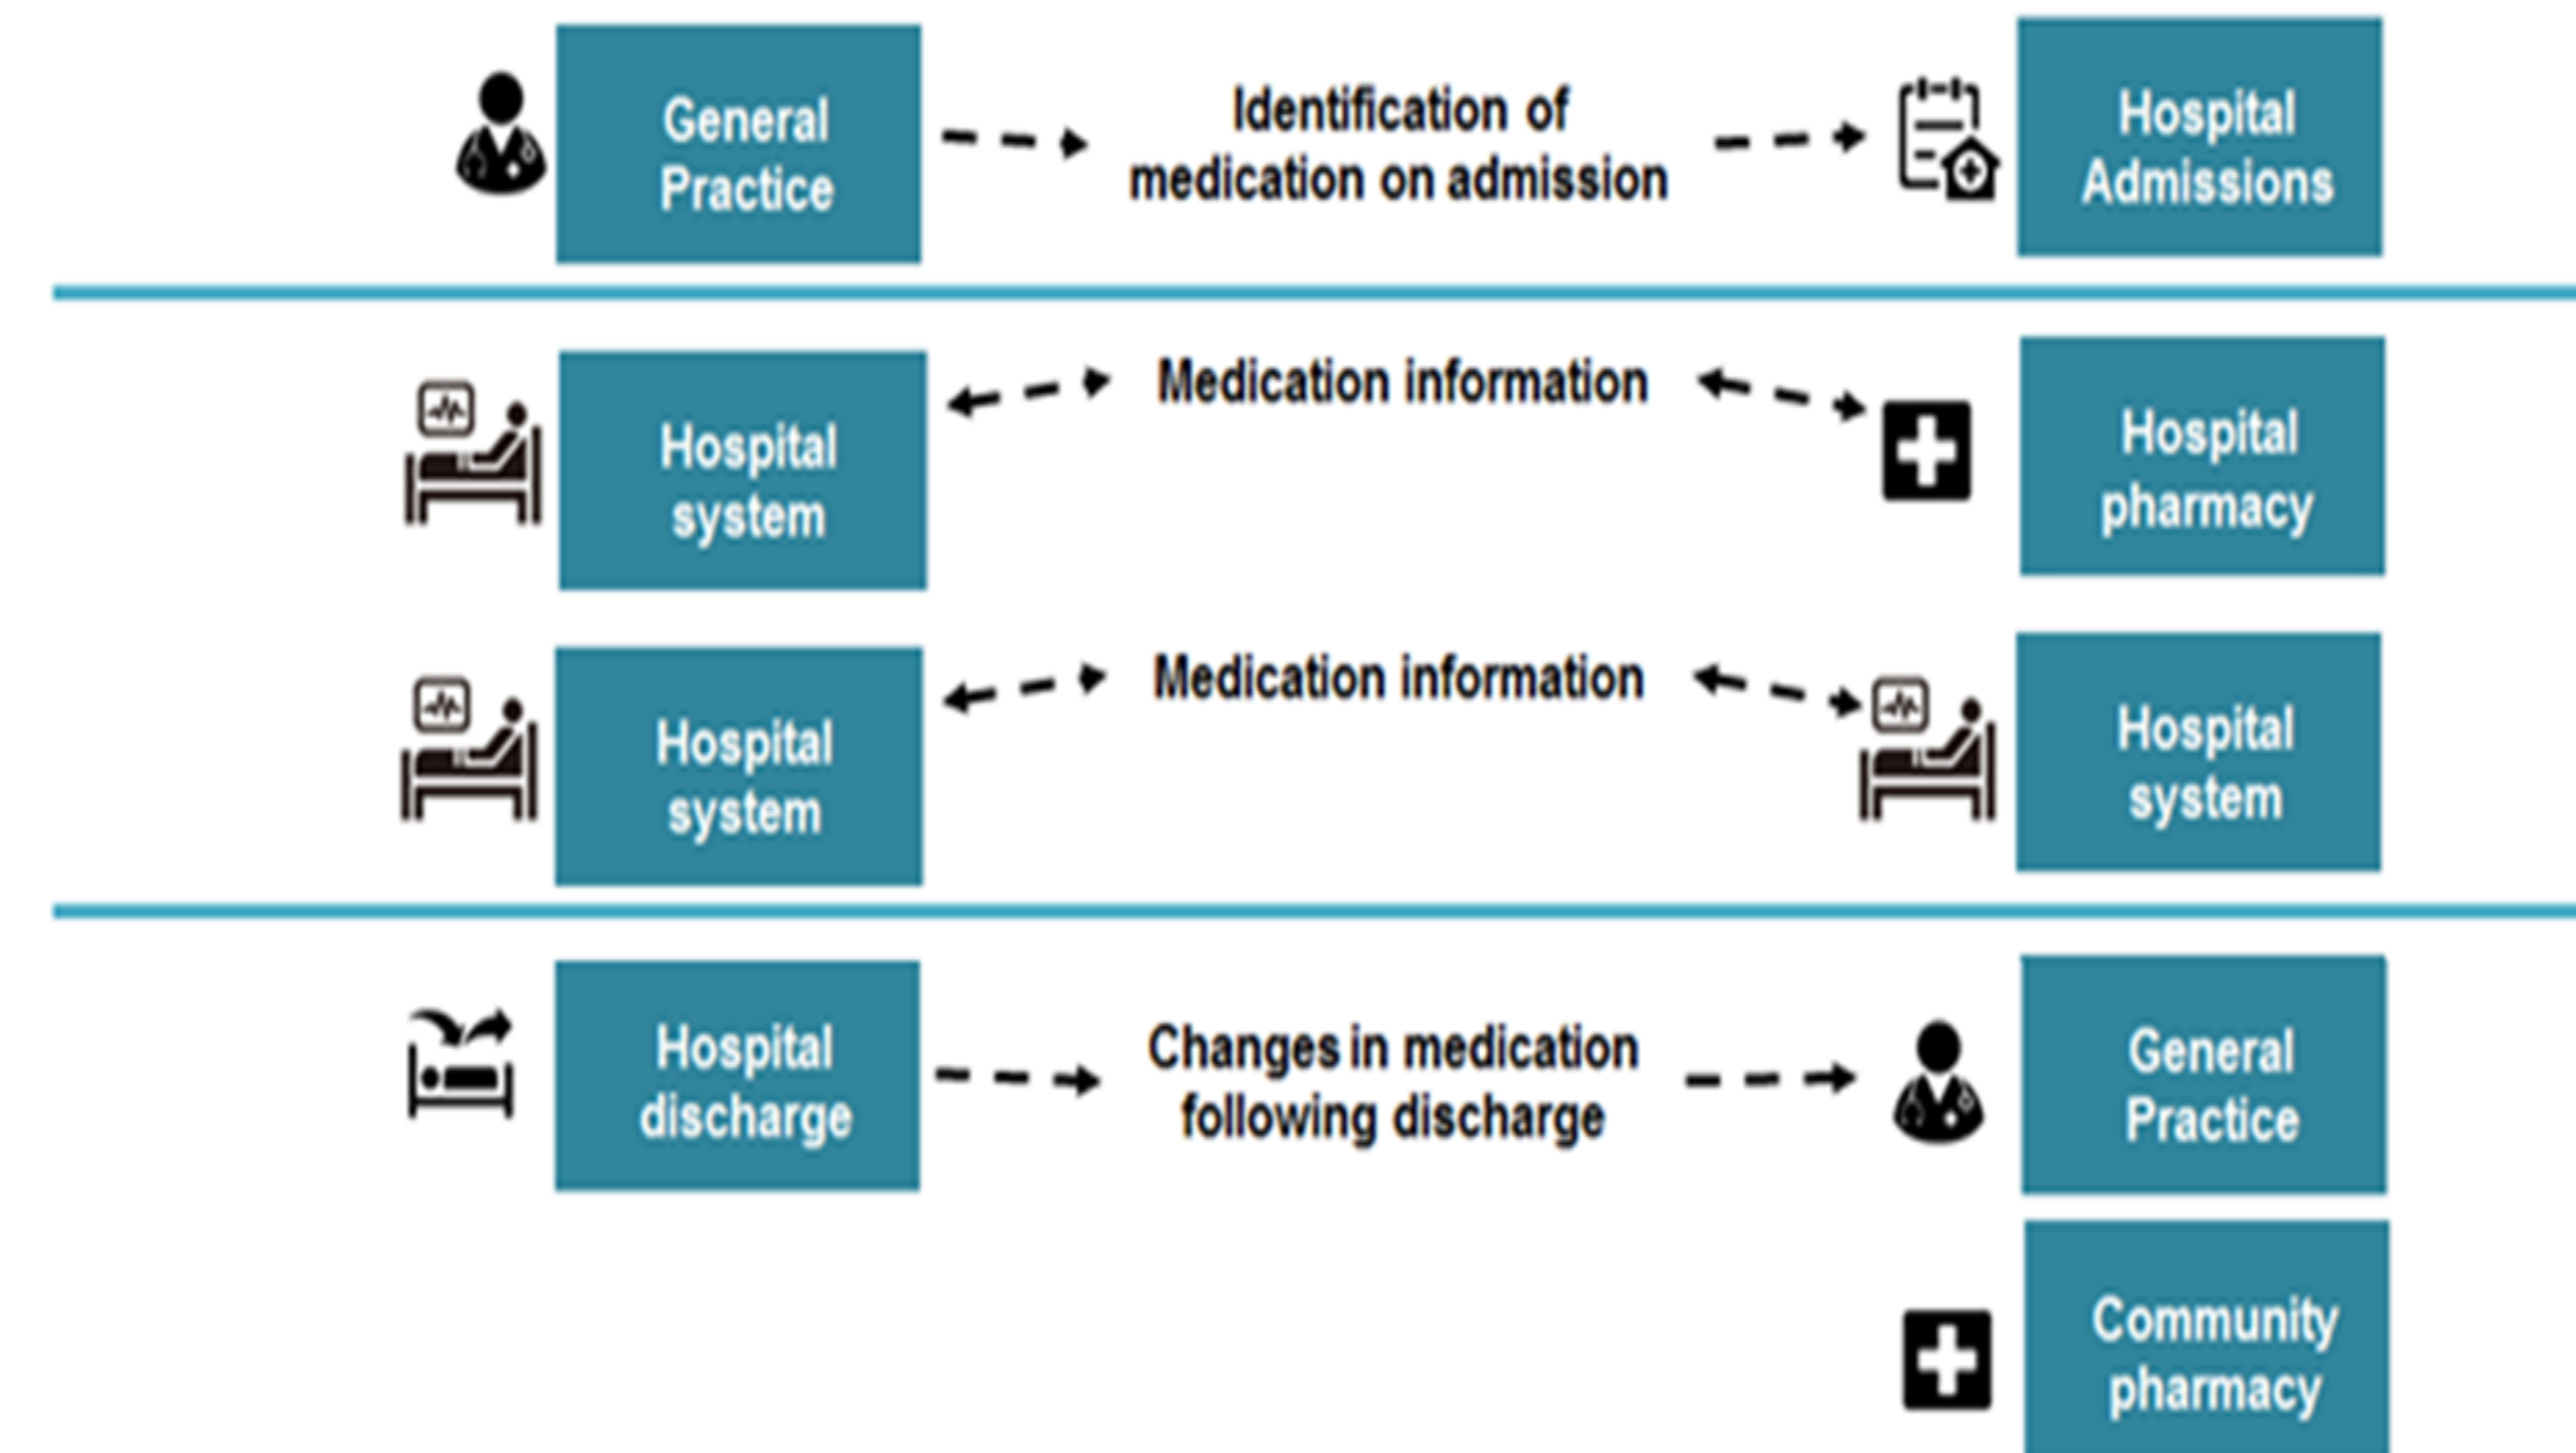 General
Practice
Identification of
medication on admission
Hospital
Admissions
Hospital
system
Medication information
Hospital
pharmacy
Hospital
system
Medication information
Hospital
system
Hospital
discharge
Changes in medication
following discharge
General
Practice
Community
pharmacy